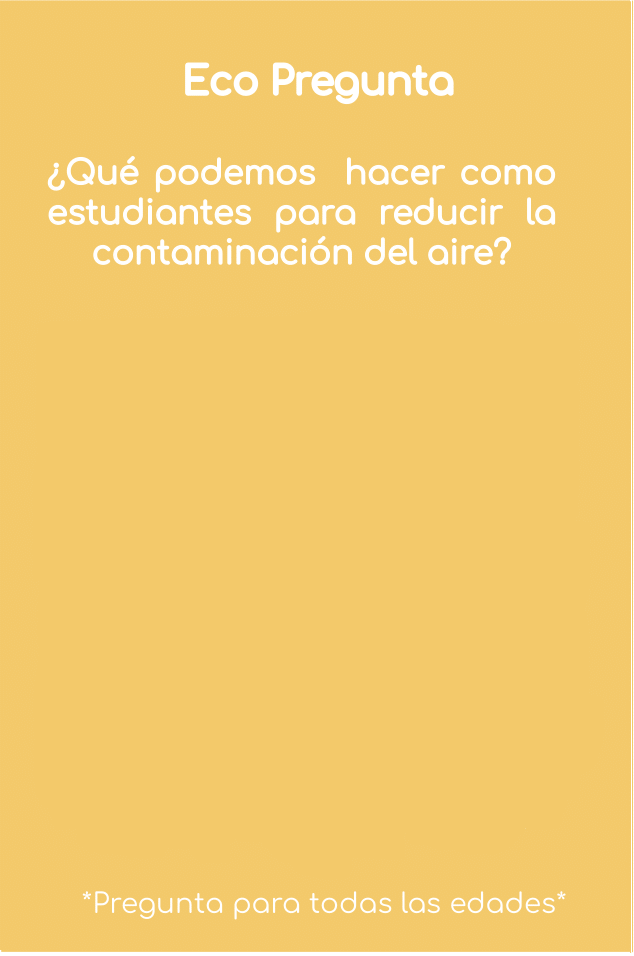 Eco Pregunta
¿Qué podemos hacer como
estudiantes para reducir la
contaminación del aire?
*Pregunta para todas las edades*